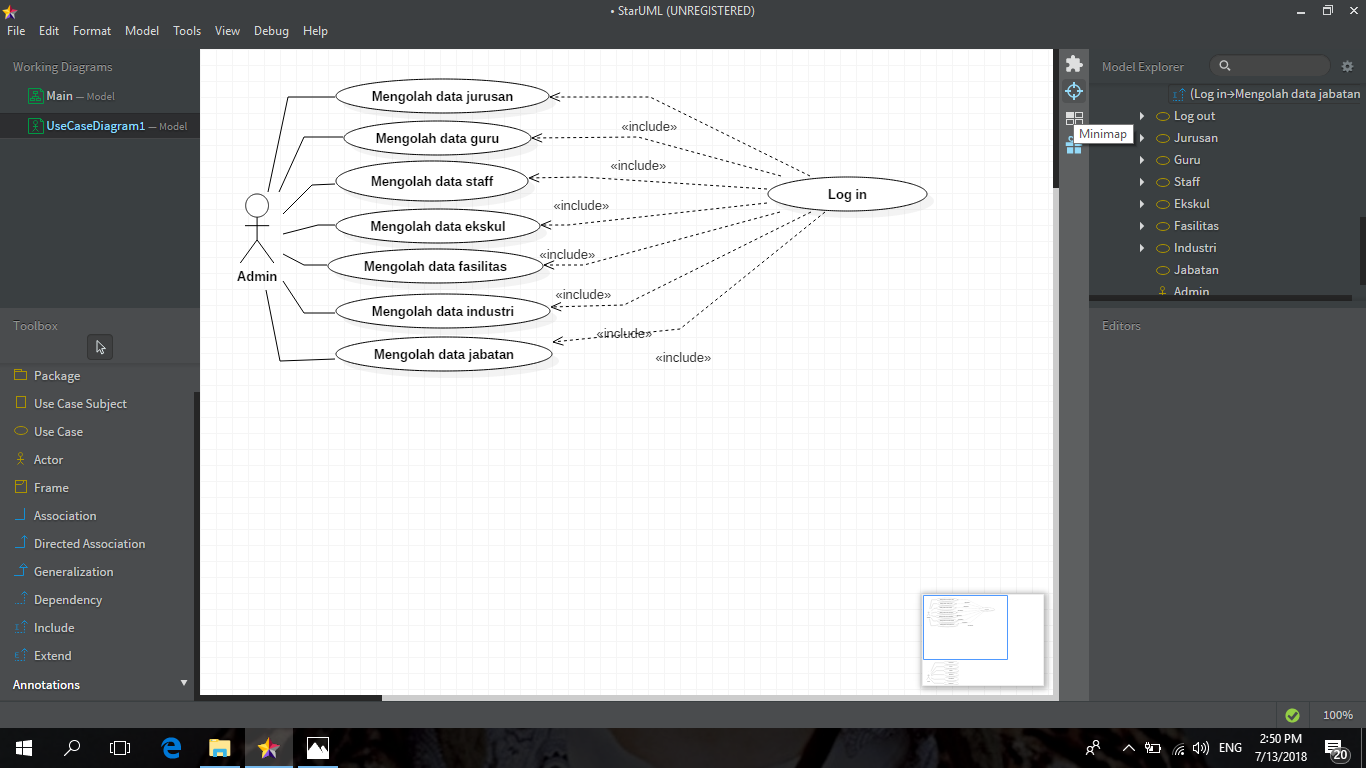 • StarUML (UNREGISTERED)
File Edit Format Model Tools View Debug Help
Working Diagrams
Main — Model
UseCaseDiagram1 — Model
Toolbox
Package
Use Case Subject
Use Case
Actor
Frame
Association
Directed Association
Generalization
Dependency
Include
Extend
Annotations
Admin
Mengolah data jurusan
Mengolah data guru
Mengolah data staff
Mengolah data ekskul
Mengolah data fasilitas
Mengolah data industri
Mengolah data jabatan
«include»
«include»
«include»
«include»
«include»
«include»
«include»
Log in
Minimap
Model Explorer
(Log in→Mengolah data jabatan
Log out
Jurusan
Guru
Staff
Ekskul
Fasilitas
Industri
Jabatan
Admin
Editors
100%
ENG
2:50 PM
7/13/2018
20